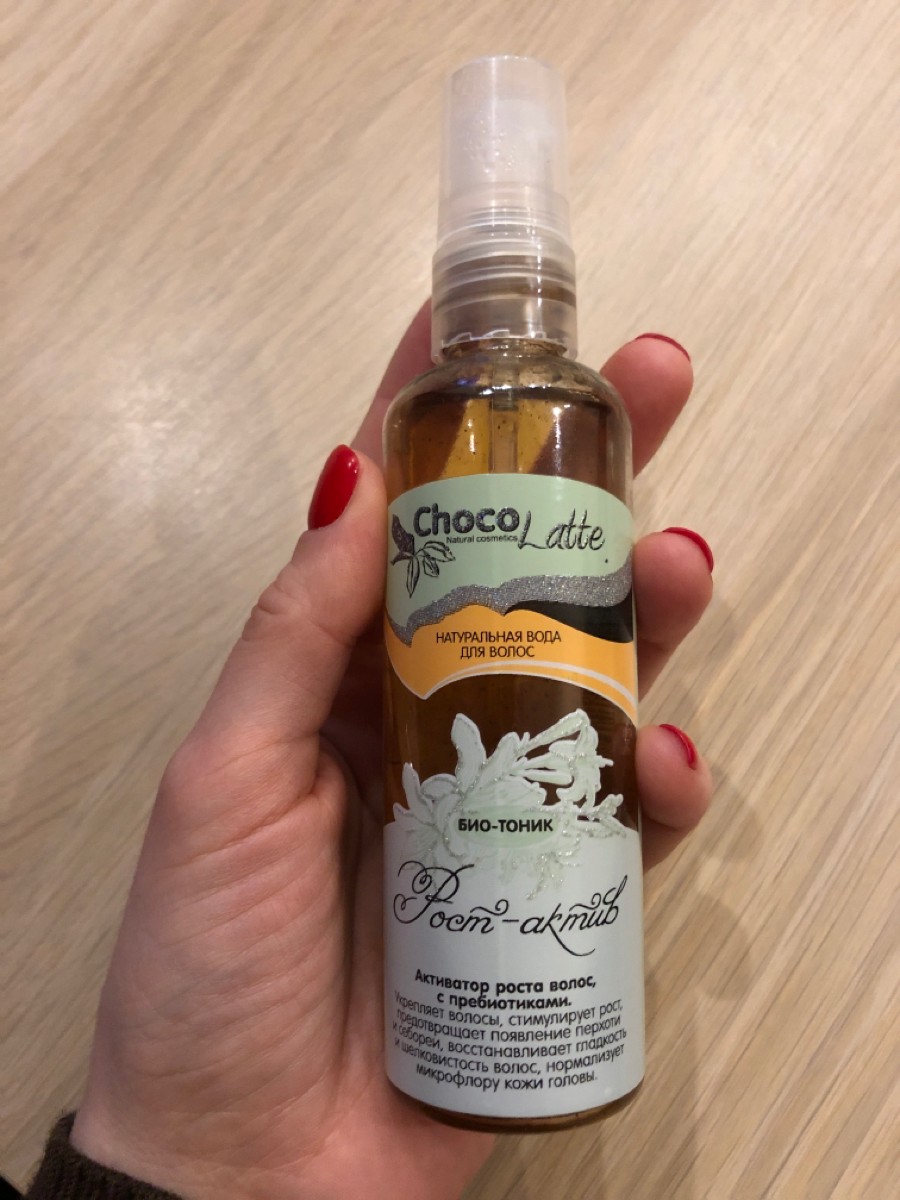 Choco Latte
Natural cosmetics
НАТУРАЛЬНАЯ ВОДА
ДЛЯ ВОЛОС
БИО-ТОНИК
Рост-актив
Активатор роста волос,
с пребиотиками.
Укрепляет волосы, стимулирует рост,
предотвращает появление перхоти
и себореи, восстанавливает гладкость
и шелковистость волос, нормализует
микрофлору кожи головы.